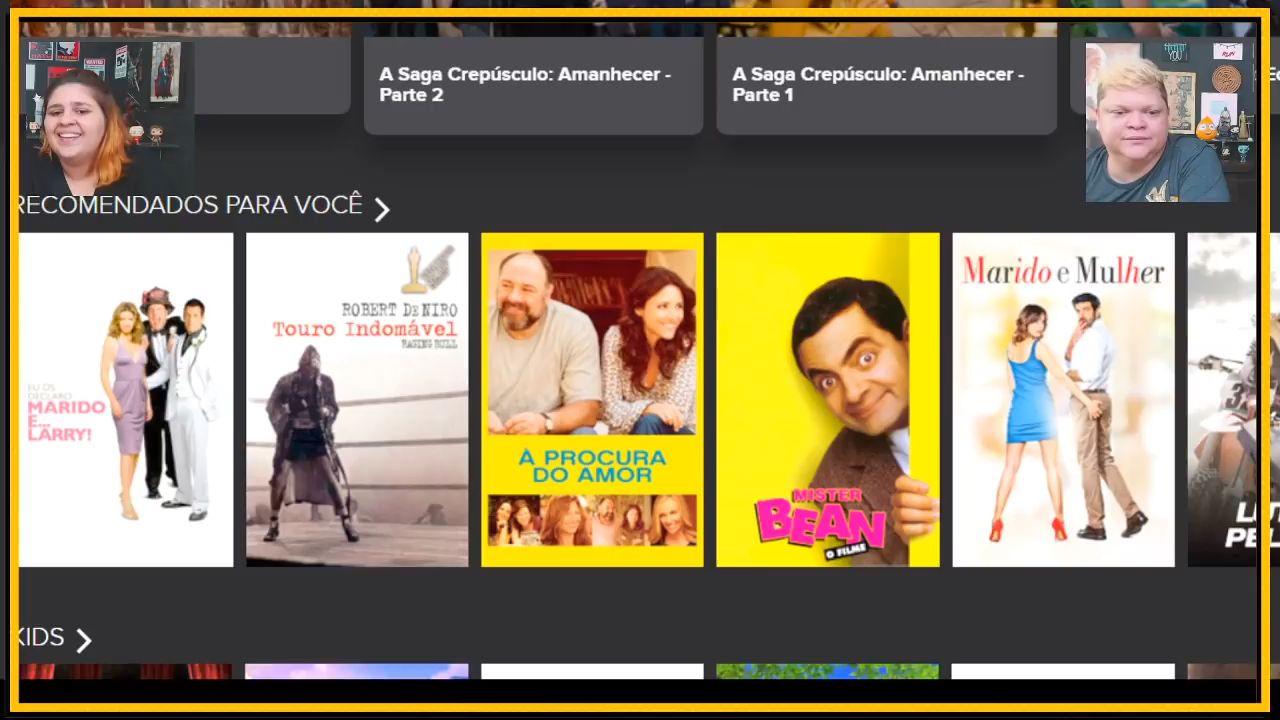 A Saga Crepúsculo: Amanhecer -
Parte 2
A Saga Crepúsculo: Amanhecer -
Parte 1
RECOMENDADOS PARA VOCÊ
EU OS
DECLARO
MARIDO
E...
LARRY!
ROBERT DE NIRO
Touro Indomável
RAGING BULL
À PROCURA
DO AMOR
MISTER
BEAN
O FILME
Marido e Mulher
KIDS